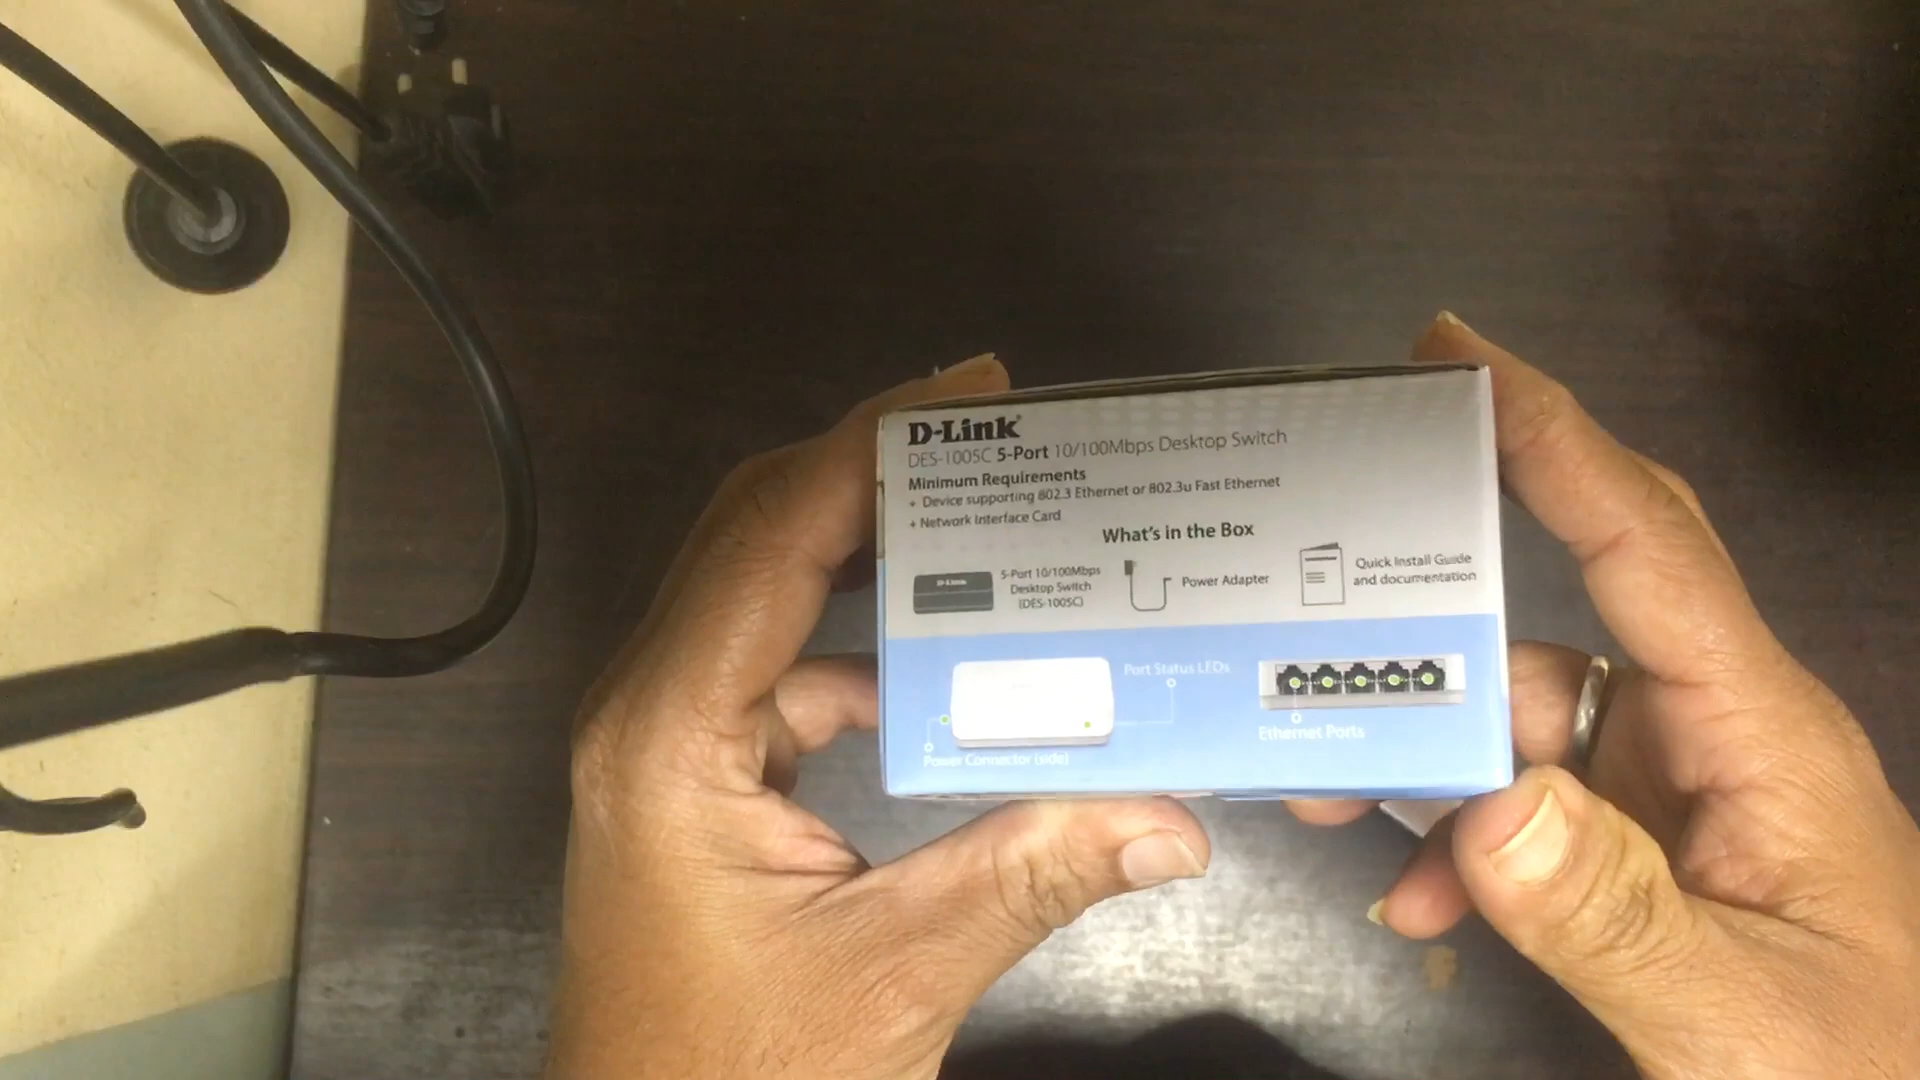 D-Link
DES-1005C 5-Port 10/100Mbps Desktop Switch
Minimum Requirements
+ Device supporting 802.3 Ethernet or 802.3u Fast Ethernet
+ Network Interface Card
What's in the Box
D-Link
5-Port 10/100Mbps
Desktop Switch
(DES-1005C)
Power Adapter
Quick Install Guide
and documentation
Port Status LEDs
Power Connector (side)
Ethernet Ports